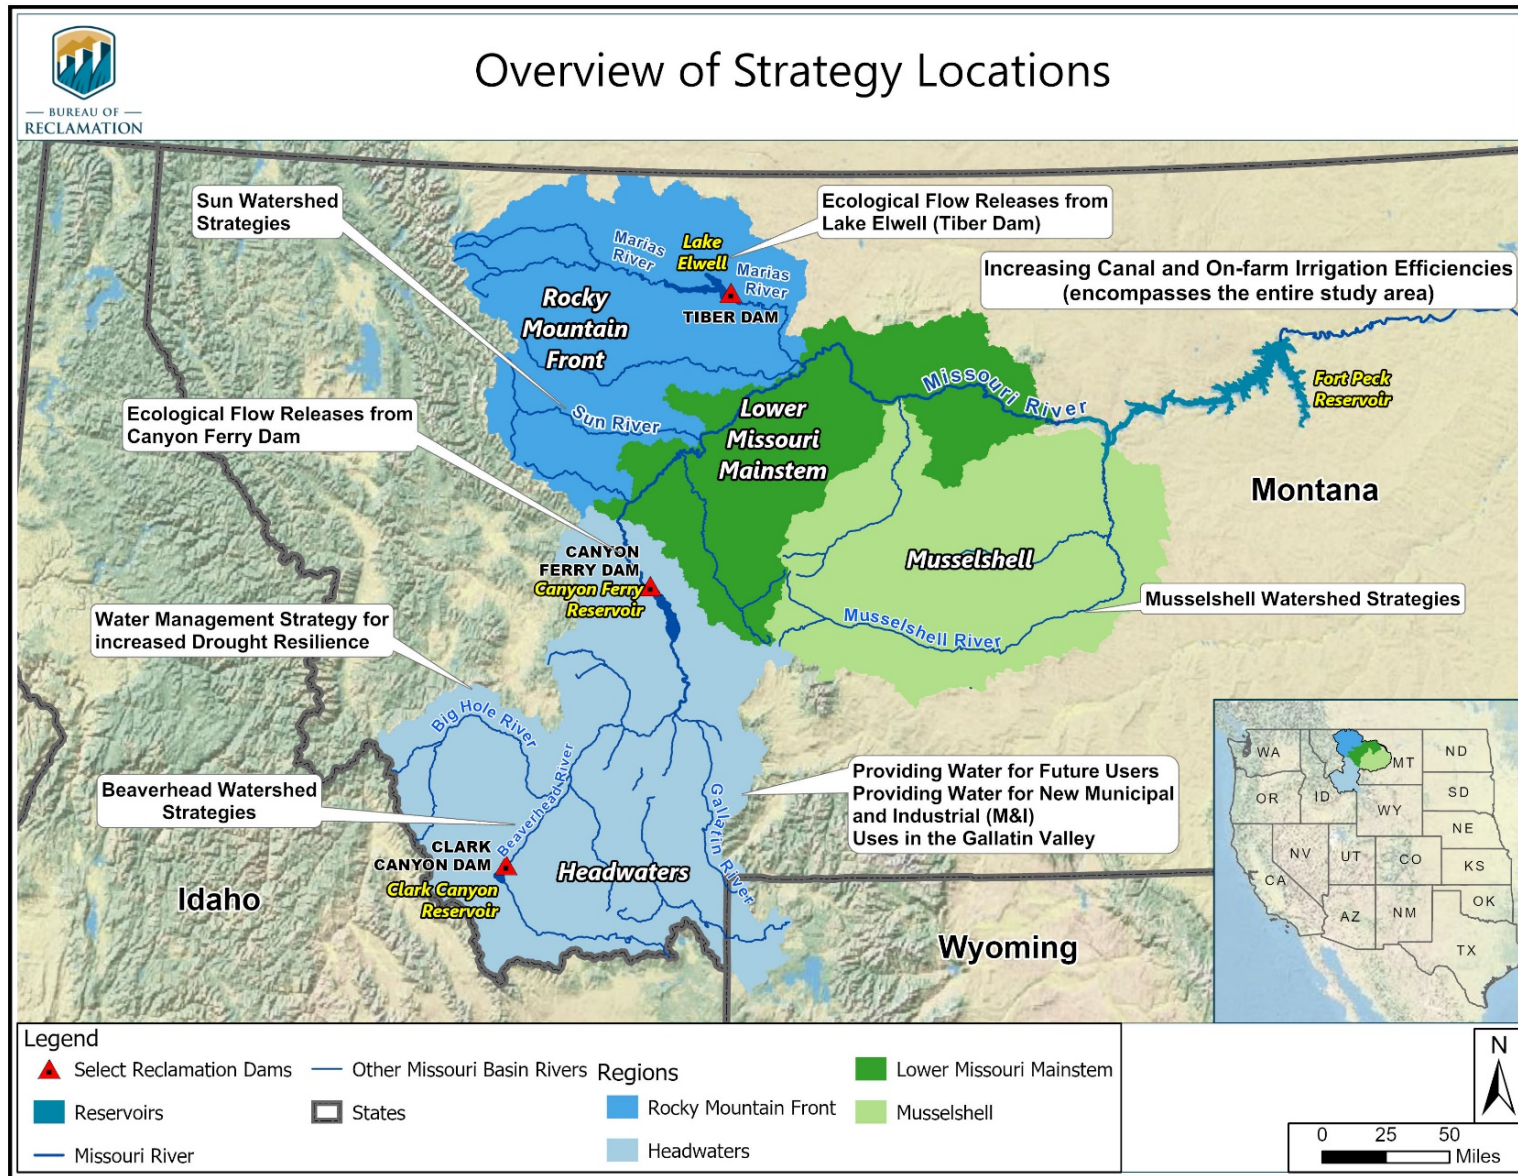 BUREAU OF
RECLAMATION
Overview of Strategy Locations
Sun Watershed
Strategies
Ecological Flow Releases from
Lake Elwell (Tiber Dam)
Increasing Canal and On-farm Irrigation Efficiencies
(encompasses the entire study area)
Marias
River
Lake
Elwell
Marias
River
TIBER DAM
Rocky
Mountain
Front
Ecological Flow Releases from
Canyon Ferry Dam
Sun River
Lower
Missouri
Mainstem
Missouri River
Fort Peck
Reservoir
Montana
CANYON
FERRY DAM
Canyon Ferry
Reservoir
Musselshell
Musselshell Watershed Strategies
Musselshell River
Water Management Strategy for
increased Drought Resilience
Big Hole River
Beaverhead Watershed
Strategies
Beaverhead River
Gallatin River
Providing Water for Future Users
Providing Water for New Municipal
and Industrial (M&I)
Uses in the Gallatin Valley
CLARK
CANYON DAM
Clark Canyon
Reservoir
Headwaters
Idaho
Wyoming
WA
MT
ND
OR
ID
SD
WY
NE
NV
UT
CO
KS
CA
AZ
NM
OK
TX
Legend
Select Reclamation Dams
Reservoirs
Missouri River
Other Missouri Basin Rivers
States
Regions
Rocky Mountain Front
Headwaters
Lower Missouri Mainstem
Musselshell
N
0 25 50
Miles